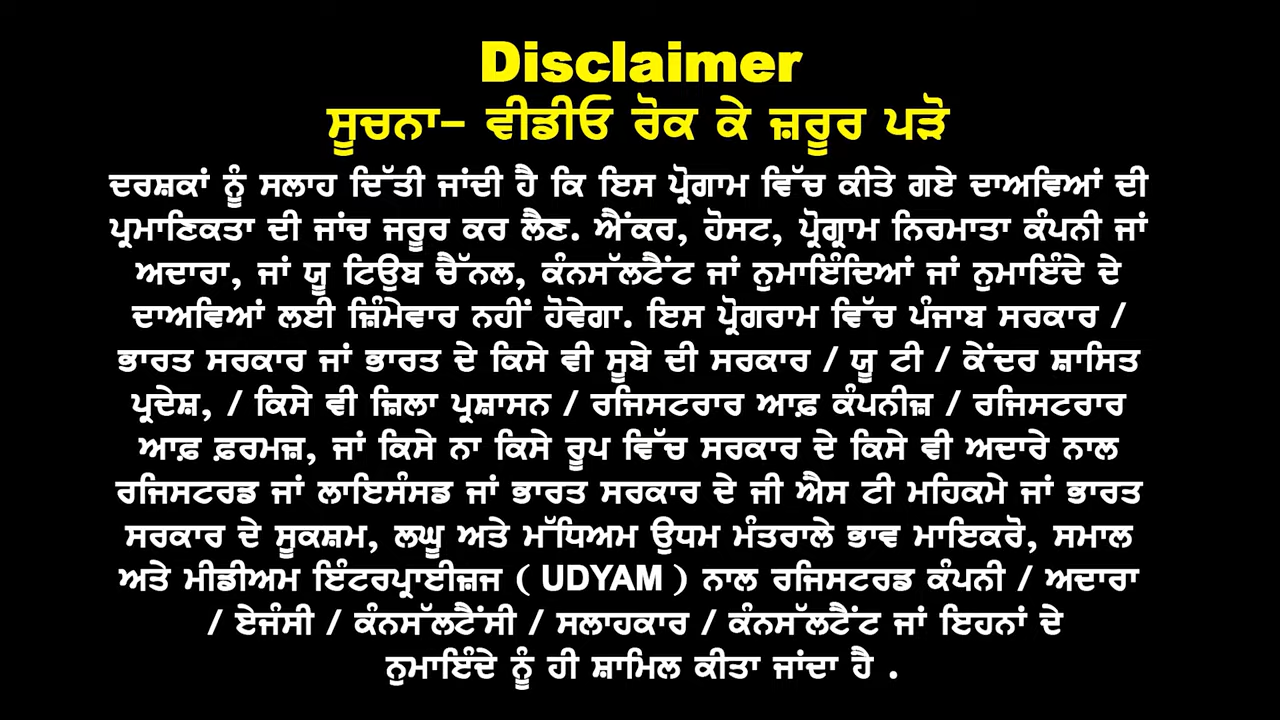 Disclaimer
ਸੂਚਨਾ- ਵੀਡੀਓ ਰੋਕ ਕੇ ਜ਼ਰੂਰ ਪੜੋ
ਦਰਸ਼ਕਾਂ ਨੂੰ ਸਲਾਹ ਦਿੱਤੀ ਜਾਂਦੀ ਹੈ ਕਿ ਇਸ ਪ੍ਰੋਗਾਮ ਵਿੱਚ ਕੀਤੇ ਗਏ ਦਾਅਵਿਆਂ ਦੀ
ਪ੍ਰਮਾਣਿਕਤਾ ਦੀ ਜਾਂਚ ਜਰੂਰ ਕਰ ਲੈਣ. ਐਂਕਰ, ਹੋਸਟ, ਪ੍ਰੋਗ੍ਰਾਮ ਨਿਰਮਾਤਾ ਕੰਪਨੀ ਜਾਂ
ਅਦਾਰਾ, ਜਾਂ ਯੂ ਟਿਉਬ ਚੈੱਨਲ, ਕੰਨਸੱਲਟੈਂਟ ਜਾਂ ਨੁਮਾਇੰਦਿਆਂ ਜਾਂ ਨੁਮਾਇੰਦੇ ਦੇ
ਦਾਅਵਿਆਂ ਲਈ ਜ਼ਿੰਮੇਵਾਰ ਨਹੀਂ ਹੋਵੇਗਾ. ਇਸ ਪ੍ਰੋਗਰਾਮ ਵਿੱਚ ਪੰਜਾਬ ਸਰਕਾਰ /
ਭਾਰਤ ਸਰਕਾਰ ਜਾਂ ਭਾਰਤ ਦੇ ਕਿਸੇ ਵੀ ਸੂਬੇ ਦੀ ਸਰਕਾਰ / ਯੂ ਟੀ / ਕੇਂਦਰ ਸ਼ਾਸਿਤ
ਪ੍ਰਦੇਸ਼, / ਕਿਸੇ ਵੀ ਜ਼ਿਲਾ ਪ੍ਰਸ਼ਾਸਨ / ਰਜਿਸਟਰਾਰ ਆਫ਼ ਕੰਪਨੀਜ਼ / ਰਜਿਸਟਰਾਰ
ਆਫ਼ ਫ਼ਰਮਜ਼, ਜਾਂ ਕਿਸੇ ਨਾ ਕਿਸੇ ਰੂਪ ਵਿੱਚ ਸਰਕਾਰ ਦੇ ਕਿਸੇ ਵੀ ਅਦਾਰੇ ਨਾਲ
ਰਜਿਸਟਰਡ ਜਾਂ ਲਾਇਸੰਸਡ ਜਾਂ ਭਾਰਤ ਸਰਕਾਰ ਦੇ ਜੀ ਐਸ ਟੀ ਮਹਿਕਮੇ ਜਾਂ ਭਾਰਤ
ਸਰਕਾਰ ਦੇ ਸੂਕਸ਼ਮ, ਲਘੂ ਅਤੇ ਮੱਧਿਅਮ ਉਧਮ ਮੰਤਰਾਲੇ ਭਾਵ ਮਾਇਕਰੋ, ਸਮਾਲ
ਅਤੇ ਮੀਡੀਅਮ ਇੰਟਰਪ੍ਰਾਈਜ਼ਜ ( UDYAM ) ਨਾਲ ਰਜਿਸਟਰਡ ਕੰਪਨੀ / ਅਦਾਰਾ
/ ਏਜੰਸੀ / ਕੰਨਸੱਲਟੈਂਸੀ / ਸਲਾਹਕਾਰ / ਕੰਨਸੱਲਟੈਂਟ ਜਾਂ ਇਹਨਾਂ ਦੇ
ਨੁਮਾਇੰਦੇ ਨੂੰ ਹੀ ਸ਼ਾਮਿਲ ਕੀਤਾ ਜਾਂਦਾ ਹੈ .